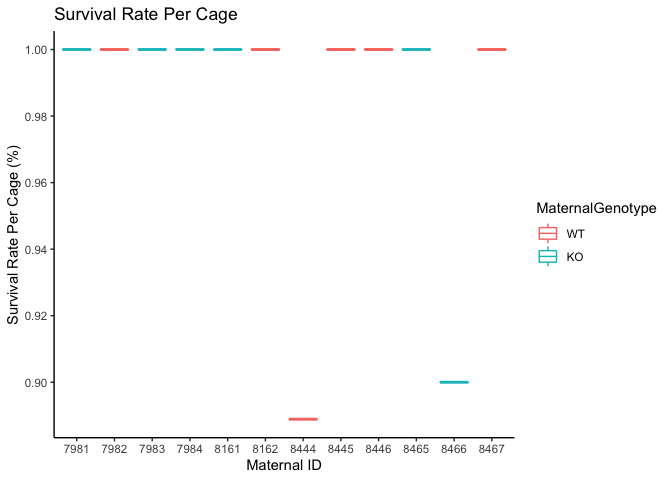 Survival Rate Per Cage
Survival Rate Per Cage (%)
1.00
0.98
0.96
0.94
0.92
0.90
7981 7982 7983 7984 8161 8162 8444 8445 8446 8465 8466 8467
Maternal ID
MaternalGenotype
WT
KO